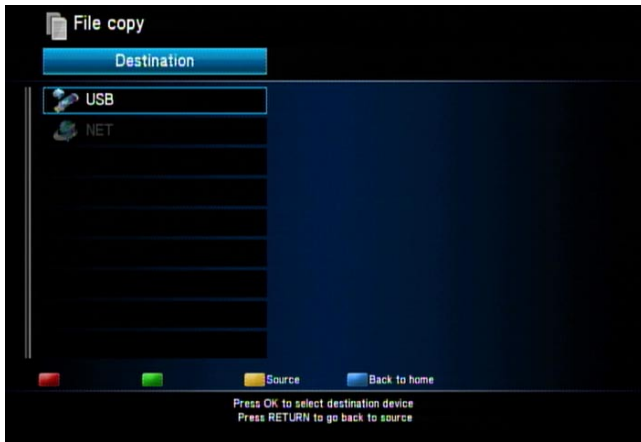 File copy
Destination
USB
NET
Source
Back to home
Press OK to select destination device
Press RETURN to go back to source